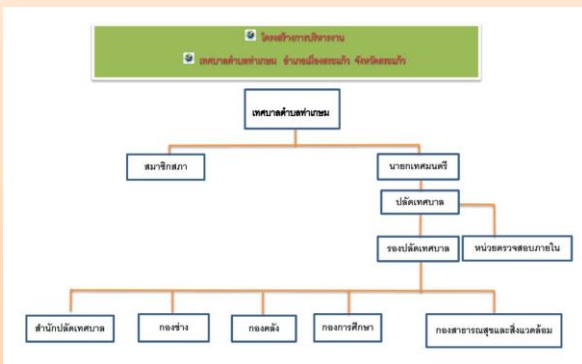 โครงสร้างการบริหารงาน
เทศบาลตำบลท่าเกษม อำเภอเมืองสระแก้ว จังหวัดสระแก้ว
เทศบาลตำบลท่าเกษม
สมาชิกสภา
นายกเทศมนตรี
ปลัดเทศบาล
รองปลัดเทศบาล
หน่วยตรวจสอบภายใน
สำนักปลัดเทศบาล
กองช่าง
กองคลัง
กองการศึกษา
กองสาธารณสุขและสิ่งแวดล้อม